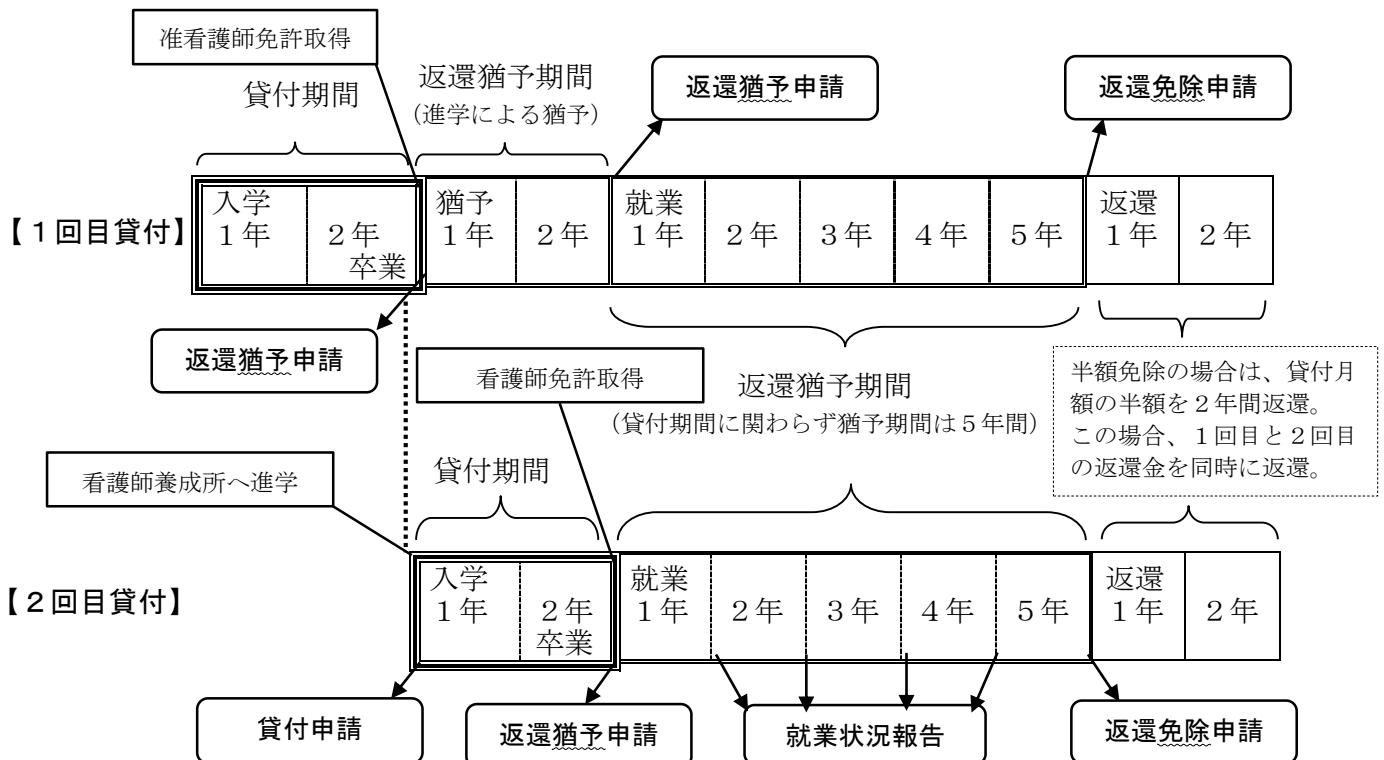 准看護師免許取得
貸付期間
返還猶予期間
（進学による猶予）
返還猶予申請
返還免除申請
【１回目貸付】
入学
１年
２年
卒業
猶予
１年
２年
就業
１年
２年
３年
４年
５年
返還
１年
２年
返還猶予申請
看護師免許取得
返還猶予期間
（貸付期間に関わらず猶予期間は５年間）
半額免除の場合は、貸付月
額の半額を２年間返還。
この場合、１回目と２回目
の返還金を同時に返還。
看護師養成所へ進学
貸付期間
【２回目貸付】
入学
１年
２年
卒業
就業
１年
２年
３年
４年
５年
返還
１年
２年
貸付申請
返還猶予申請
就業状況報告
返還免除申請